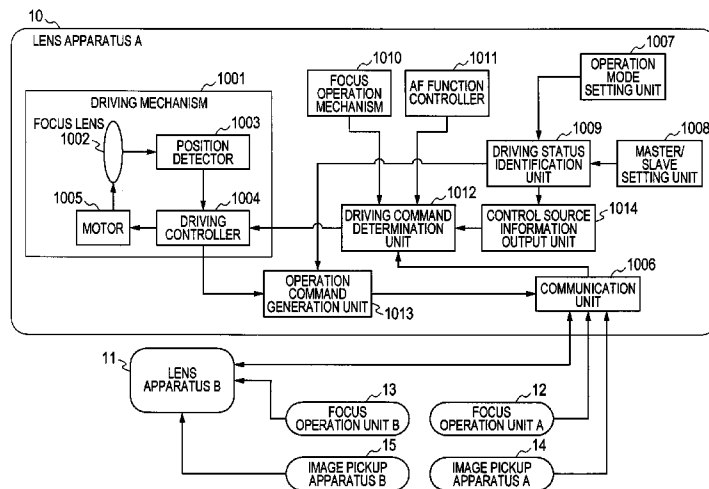 10
LENS APPARATUS A
1001
DRIVING MECHANISM
FOCUS LENS
1002
1003
POSITION
DETECTOR
1005
MOTOR
1004
DRIVING
CONTROLLER
1010
FOCUS
OPERATION
MECHANISM
1011
AF FUNCTION
CONTROLLER
1007
OPERATION
MODE
SETTING UNIT
1009
DRIVING STATUS
IDENTIFICATION
UNIT
1008
MASTER/
SLAVE
SETTING UNIT
1012
DRIVING COMMAND
DETERMINATION
UNIT
CONTROL SOURCE
INFORMATION
OUTPUT UNIT
1014
OPERATION
COMMAND
GENERATION UNIT
1013
1006
COMMUNICATION
UNIT
11
LENS
APPARATUS B
13
FOCUS
OPERATION UNIT B
12
FOCUS
OPERATION UNIT A
15
IMAGE PICKUP
APPARATUS B
14
IMAGE PICKUP
APPARATUS A